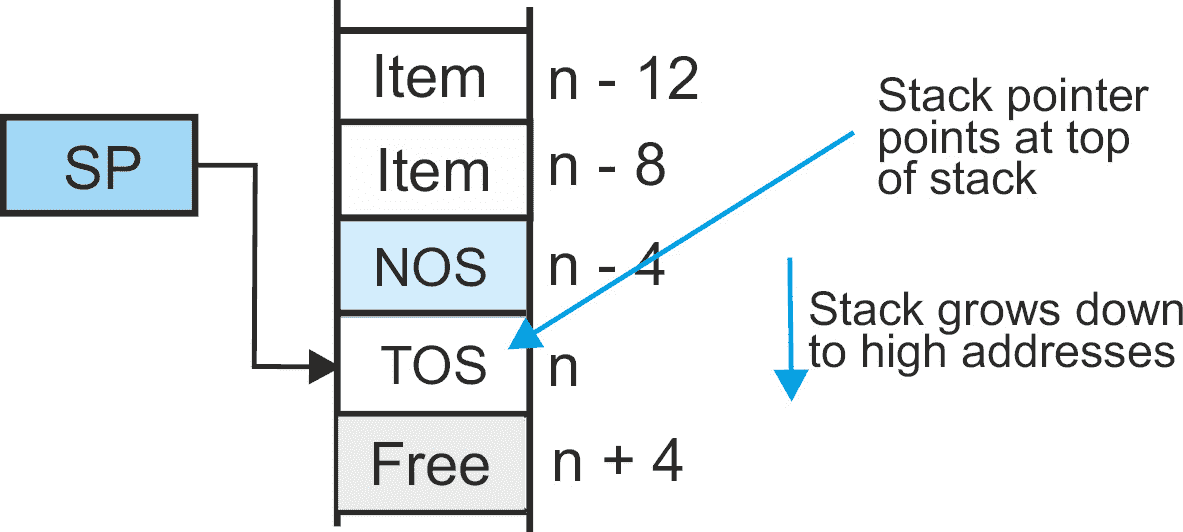 Item n - 12
Item n - 8
SP
NOS n - 4
TOS n
Free n + 4
Stack pointer
points at top
of stack
Stack grows down
to high addresses